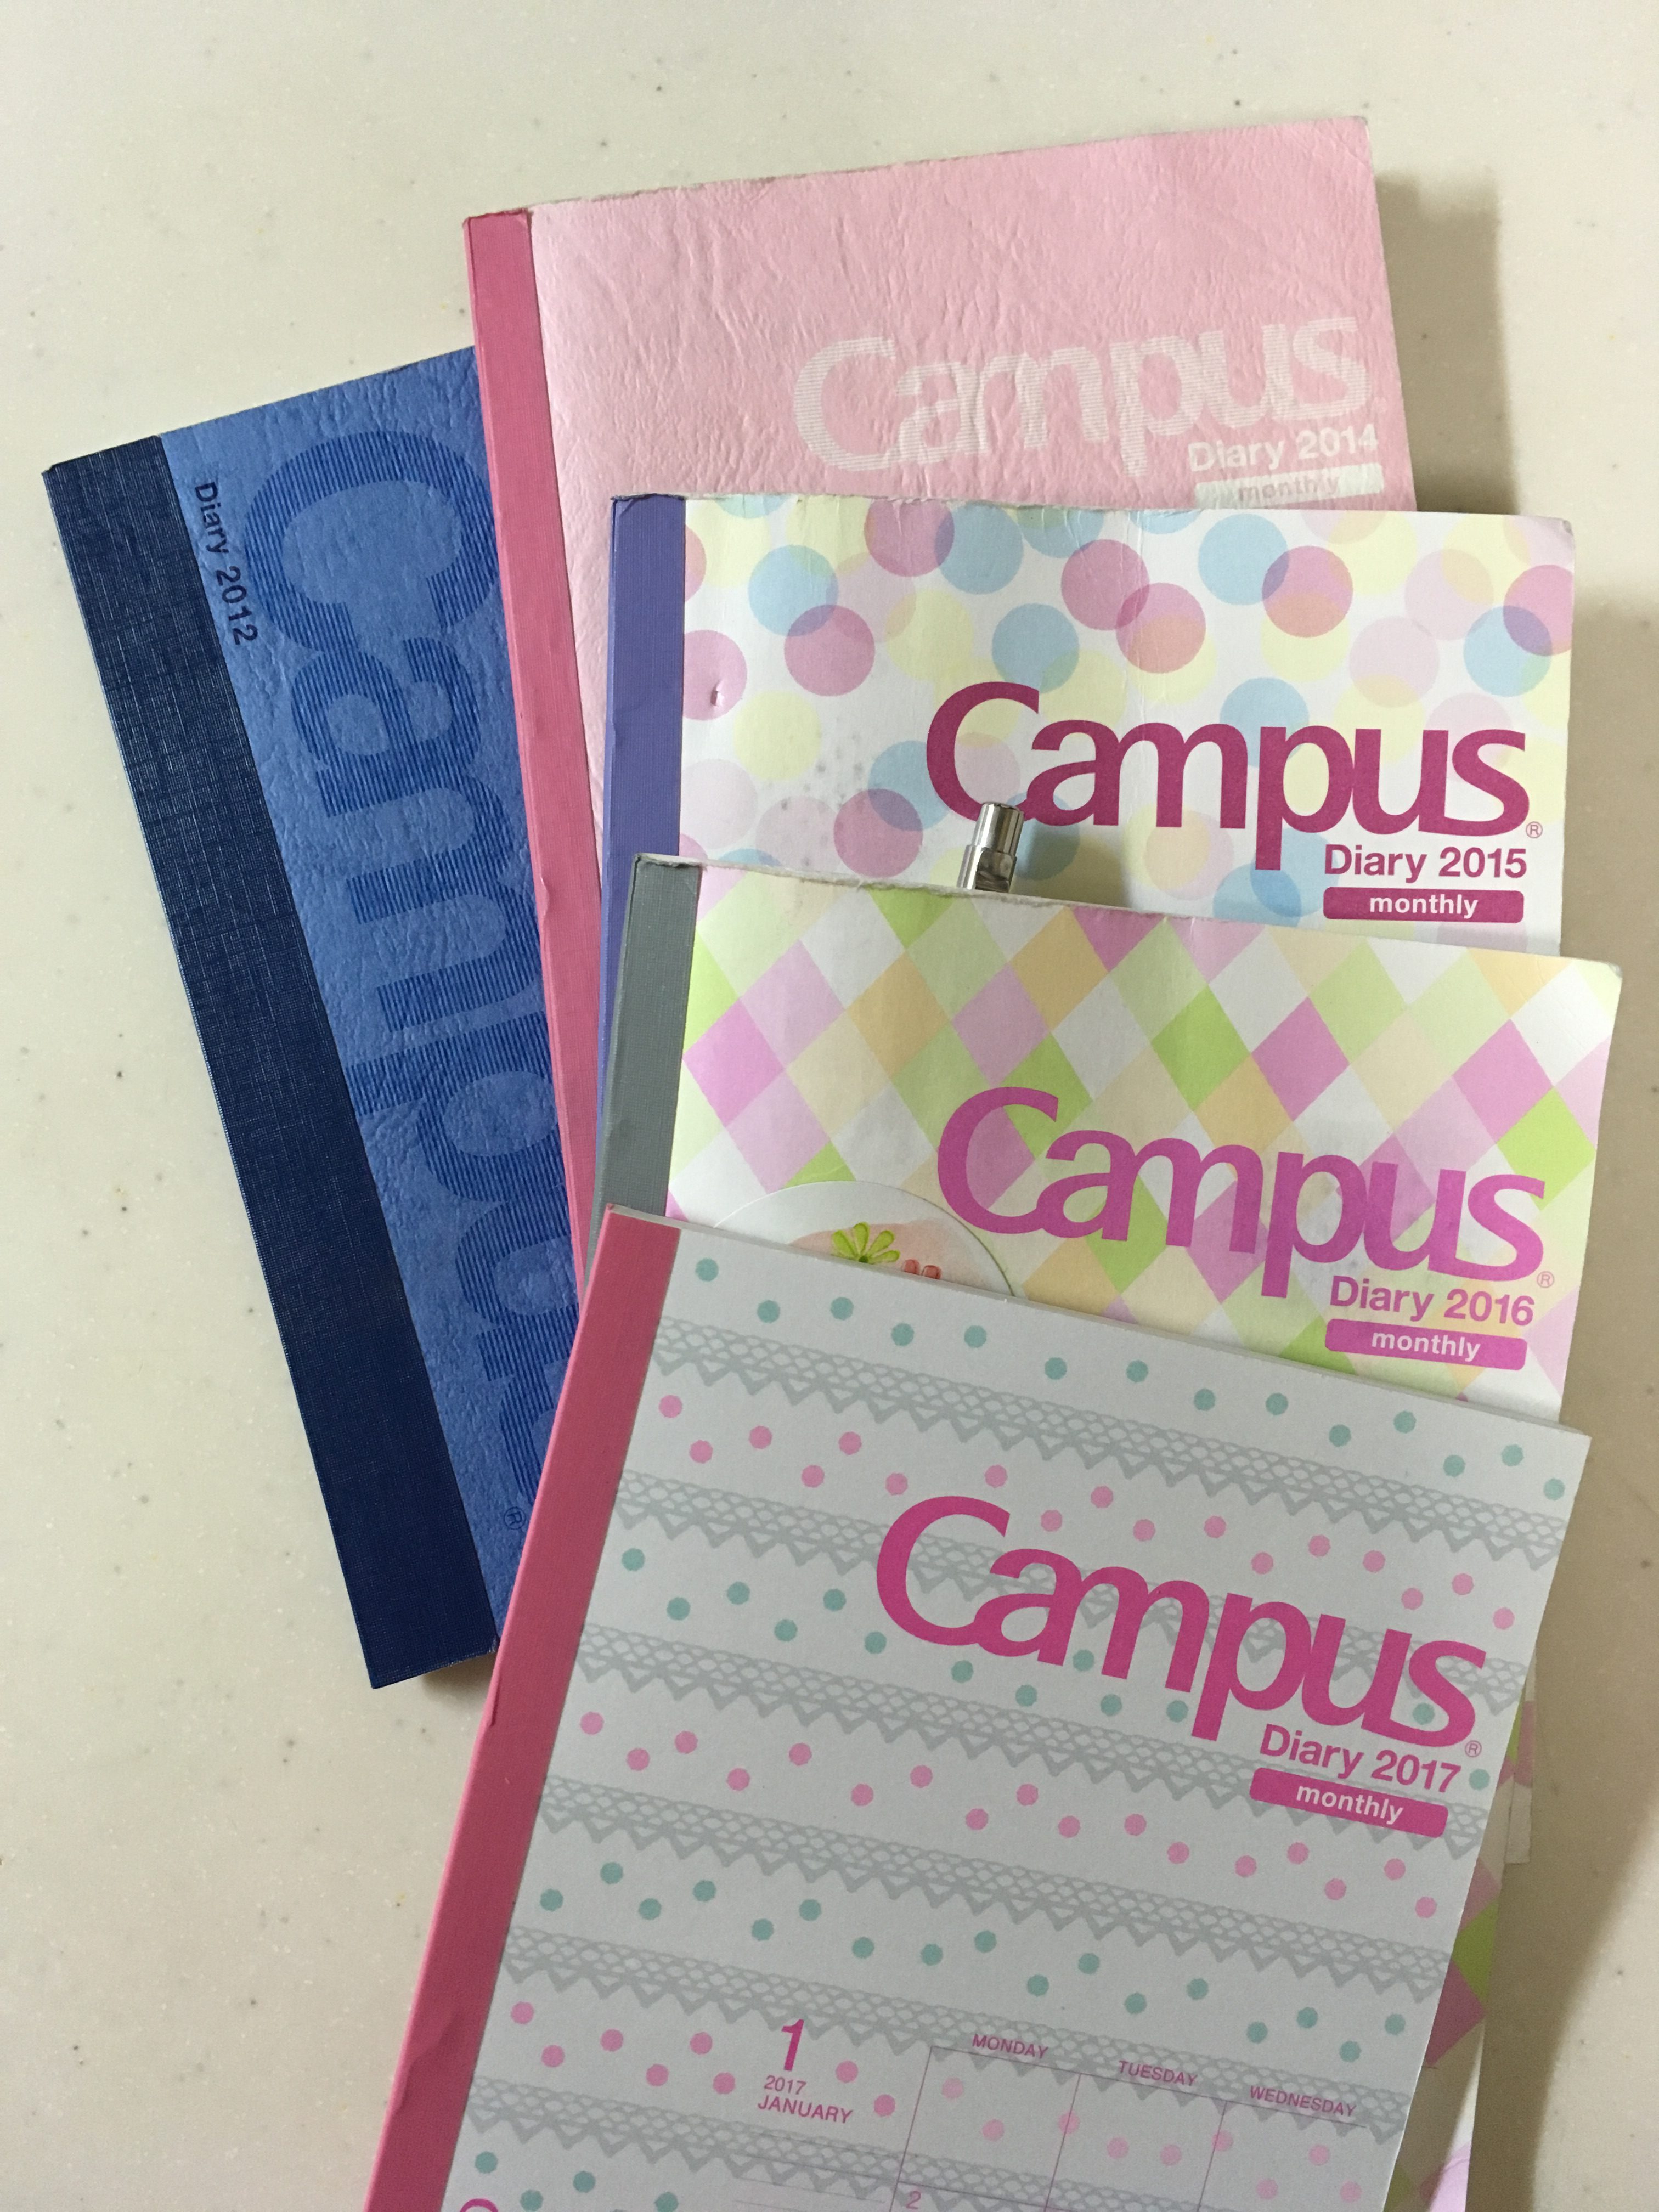 Campus
Diary 2014
monthly
Diary 2012
Campus
®
Campus®
Diary 2015
monthly
Campus®
Diary 2016
monthly
Campus®
Diary 2017
monthly
1
2017
JANUARY
MONDAY
TUESDAY
WEDNESDAY
2